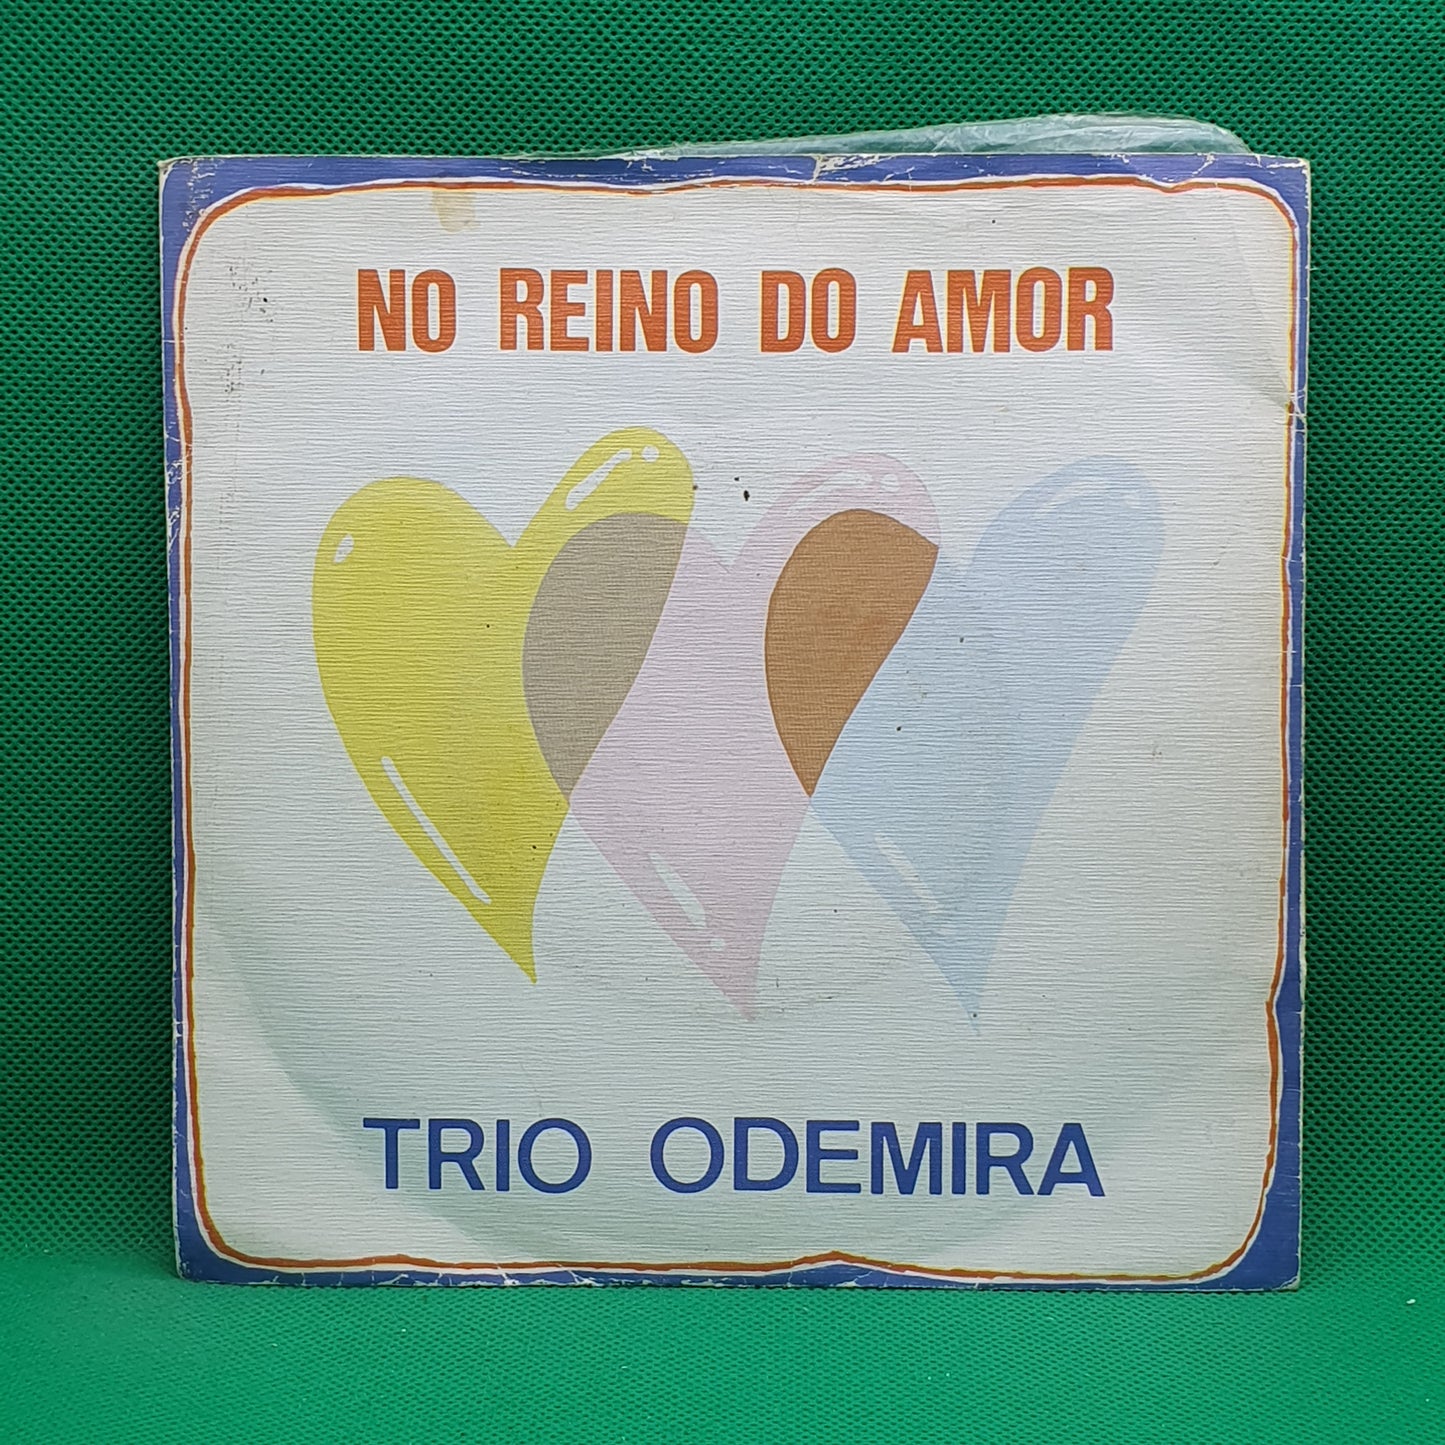 NO REINO DO AMOR
TRIO ODEMIRA